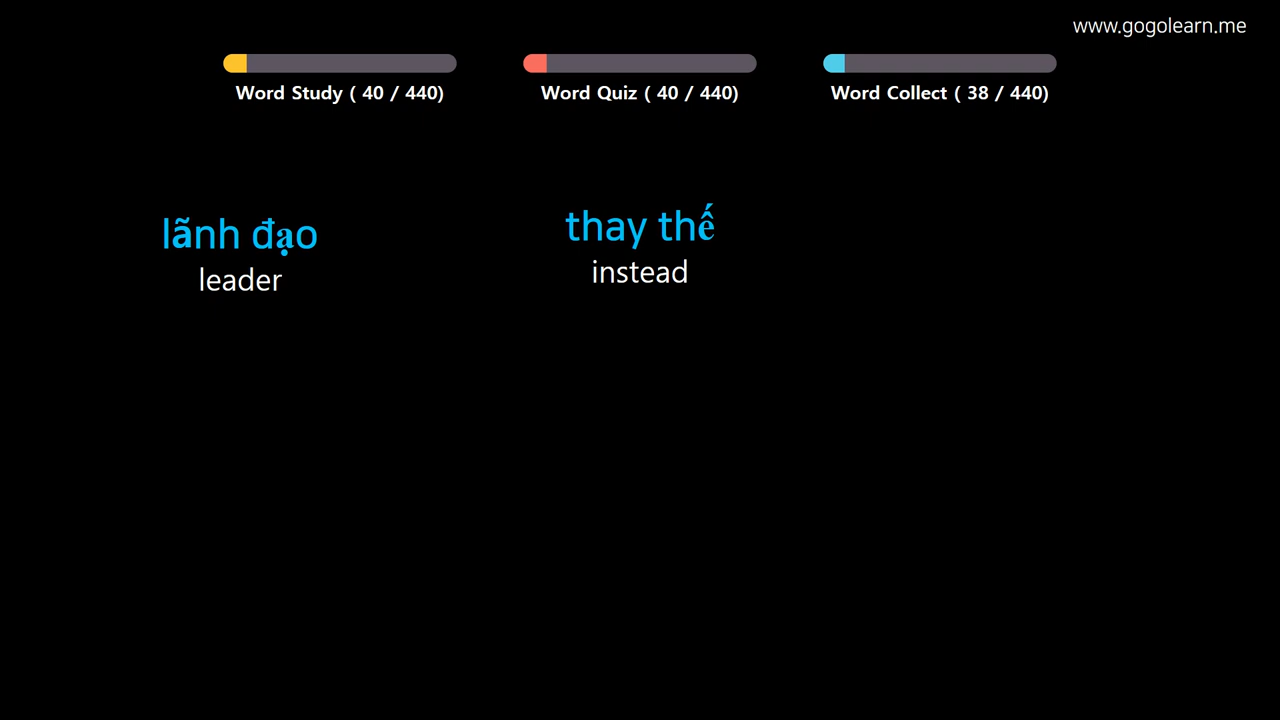 www.gogolearn.me
Word Study ( 40 / 440)
Word Quiz ( 40 / 440)
Word Collect ( 38 / 440)
lãnh đạo
leader
thay thế
instead